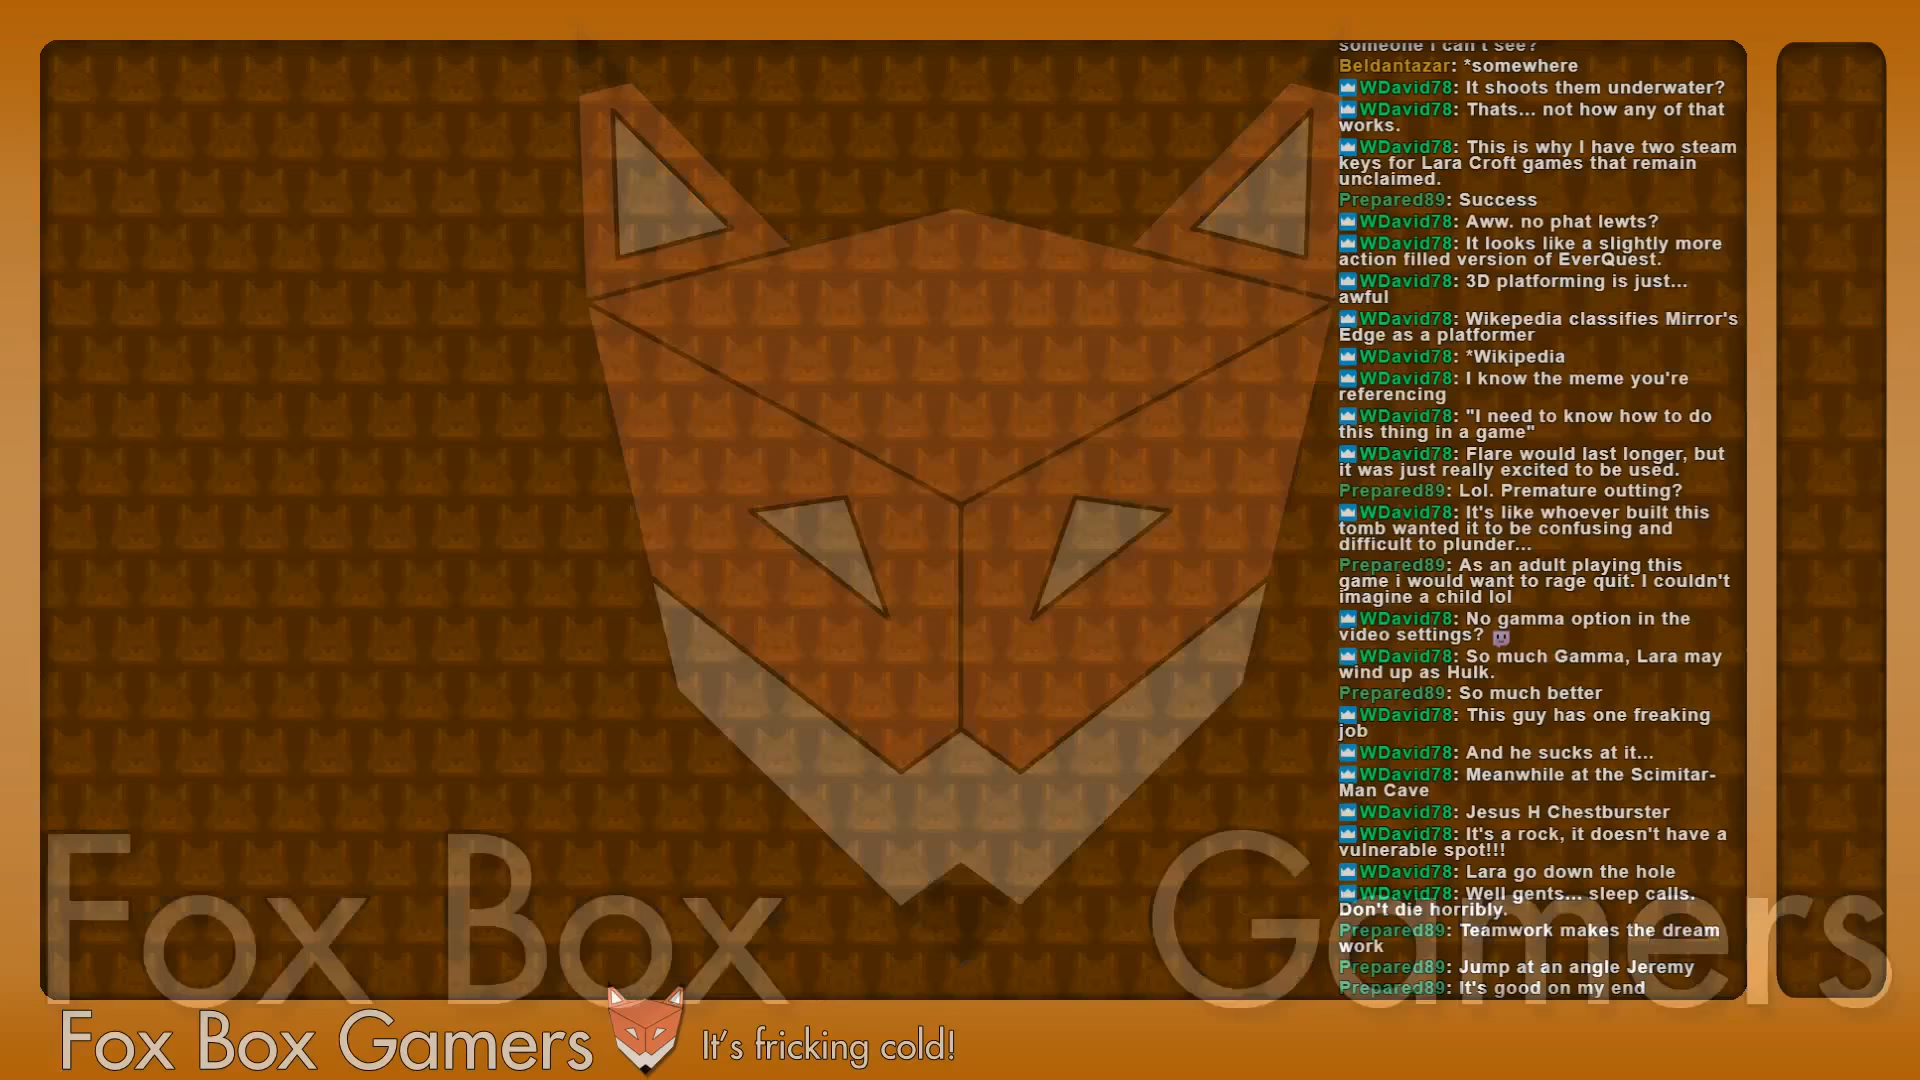 someone i can't see?
Beldantazar: *somewhere
WDavid78: It shoots them underwater?
WDavid78: Thats... not how any of that
works.
WDavid78: This is why I have two steam
keys for Lara Croft games that remain
unclaimed.
Prepared89: Success
WDavid78: Aww. no phat lewts?
WDavid78: It looks like a slightly more
action filled version of EverQuest.
WDavid78: 3D platforming is just...
awful
WDavid78: Wikepedia classifies Mirror's
Edge as a platformer
WDavid78: *Wikipedia
WDavid78: I know the meme you're
referencing
WDavid78: "I need to know how to do
this thing in a game"
WDavid78: Flare would last longer, but
it was just really excited to be used.
Prepared89: Lol. Premature outting?
WDavid78: It's like whoever built this
tomb wanted it to be confusing and
difficult to plunder...
Prepared89: As an adult playing this
game i would want to rage quit. I couldn't
imagine a child lol
WDavid78: No gamma option in the
video settings?
WDavid78: So much Gamma, Lara may
wind up as Hulk.
Prepared89: So much better
WDavid78: This guy has one freaking
job
WDavid78: And he sucks at it...
WDavid78: Meanwhile at the Scimitar-
Man Cave
WDavid78: Jesus H Chestburster
WDavid78: It's a rock, it doesn't have a
vulnerable spot!!!
WDavid78: Lara go down the hole
WDavid78: Well gents... sleep calls.
Don't die horribly.
Prepared89: Teamwork makes the dream
work
Prepared89: Jump at an angle Jeremy
Prepared89: It's good on my end
Fox Box Gamers
Fox Box Gamers It's fricking cold!